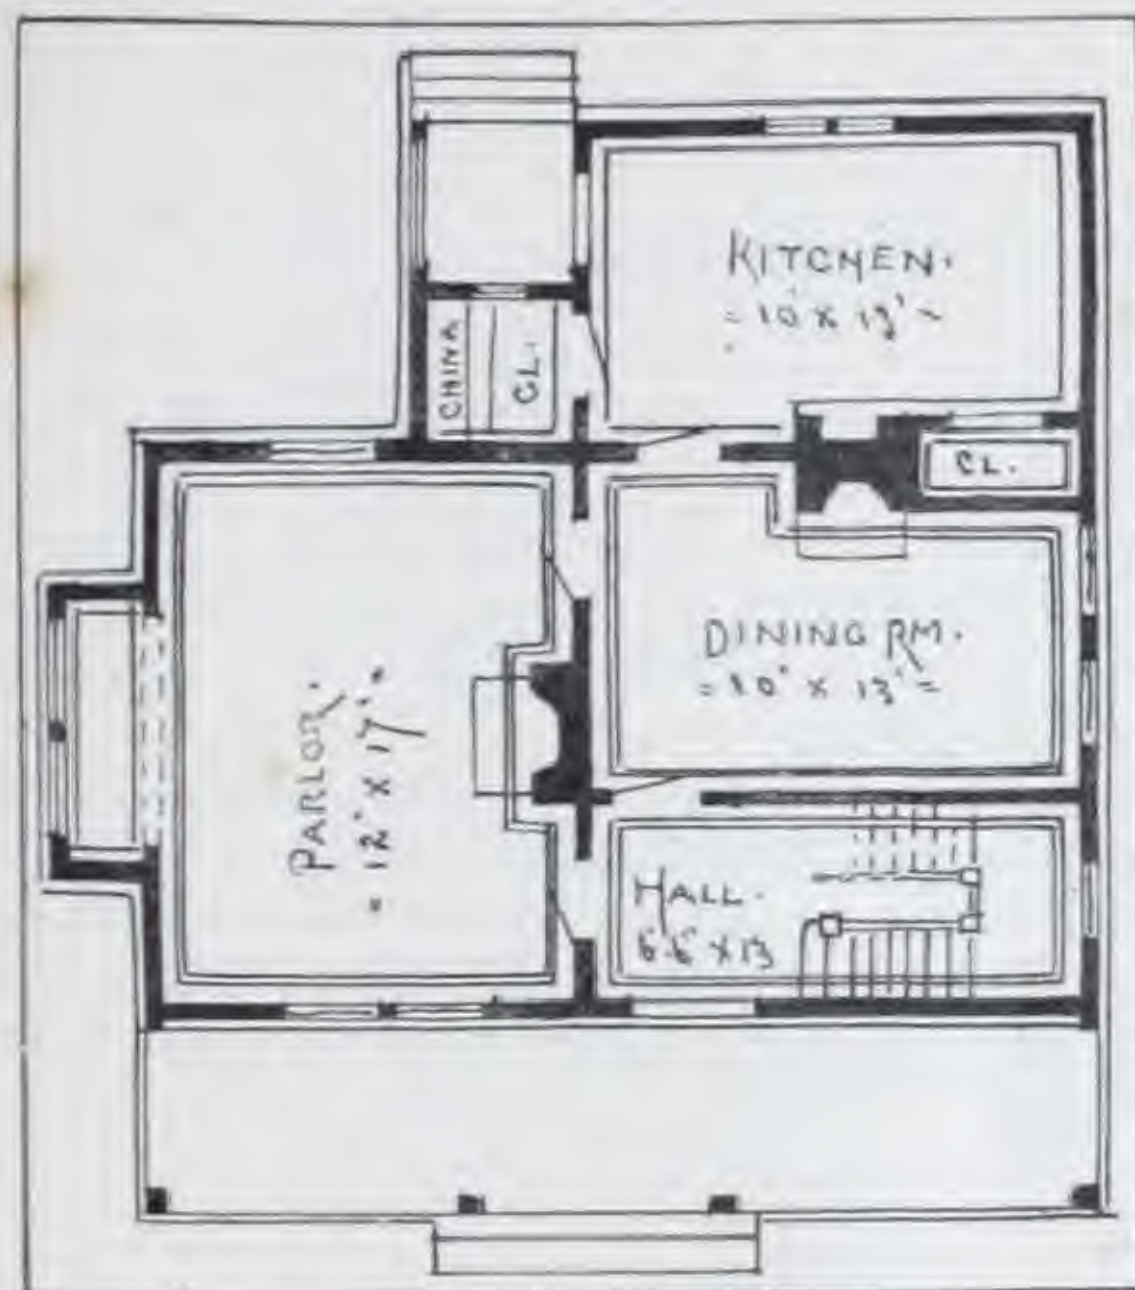 KITCHEN.
= 10' x 13' =
CHINA
CL.
CL.
DINING RM.
= 10' x 13' =
PARLOR.
= 12' x 17' =
HALL.
6'.6" x 13